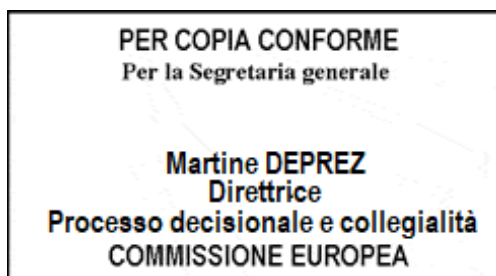 PER COPIA CONFORME
Per la Segretaria generale
Martine DEPREZ
Direttrice
Processo decisionale e collegialità
COMMISSIONE EUROPEA